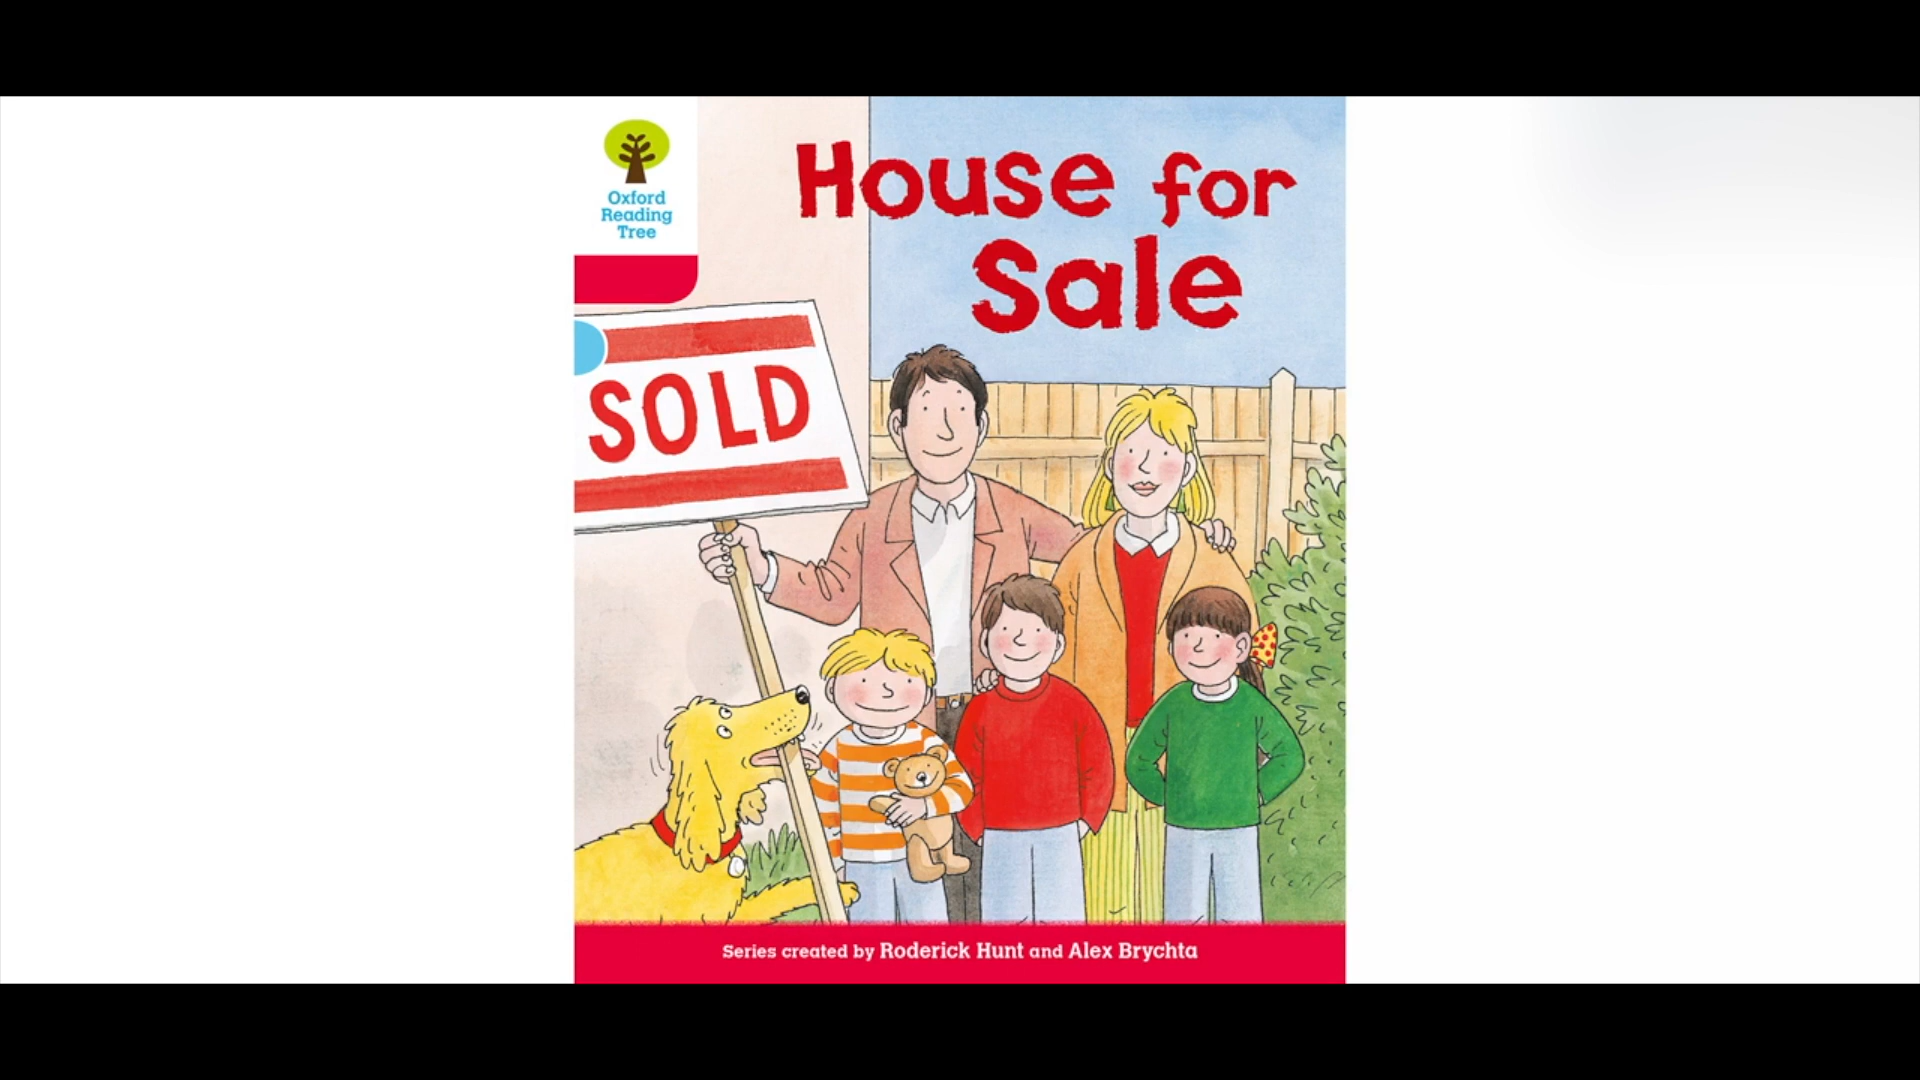 Oxford
Reading
Tree
House for
Sale
SOLD
Series created by Roderick Hunt and Alex Brychta